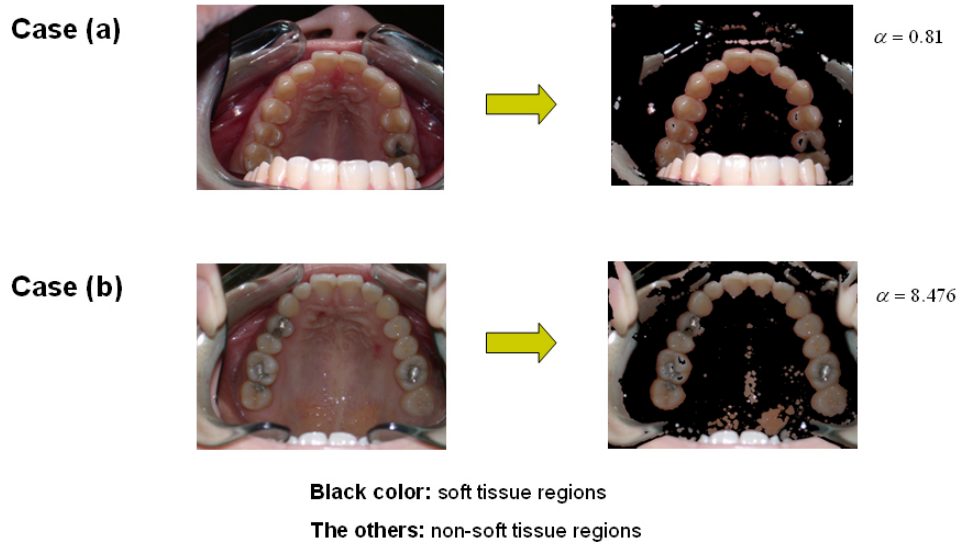 Case (a)
α = 0.81
Case (b)
α = 8.476
Black color: soft tissue regions
The others: non-soft tissue regions